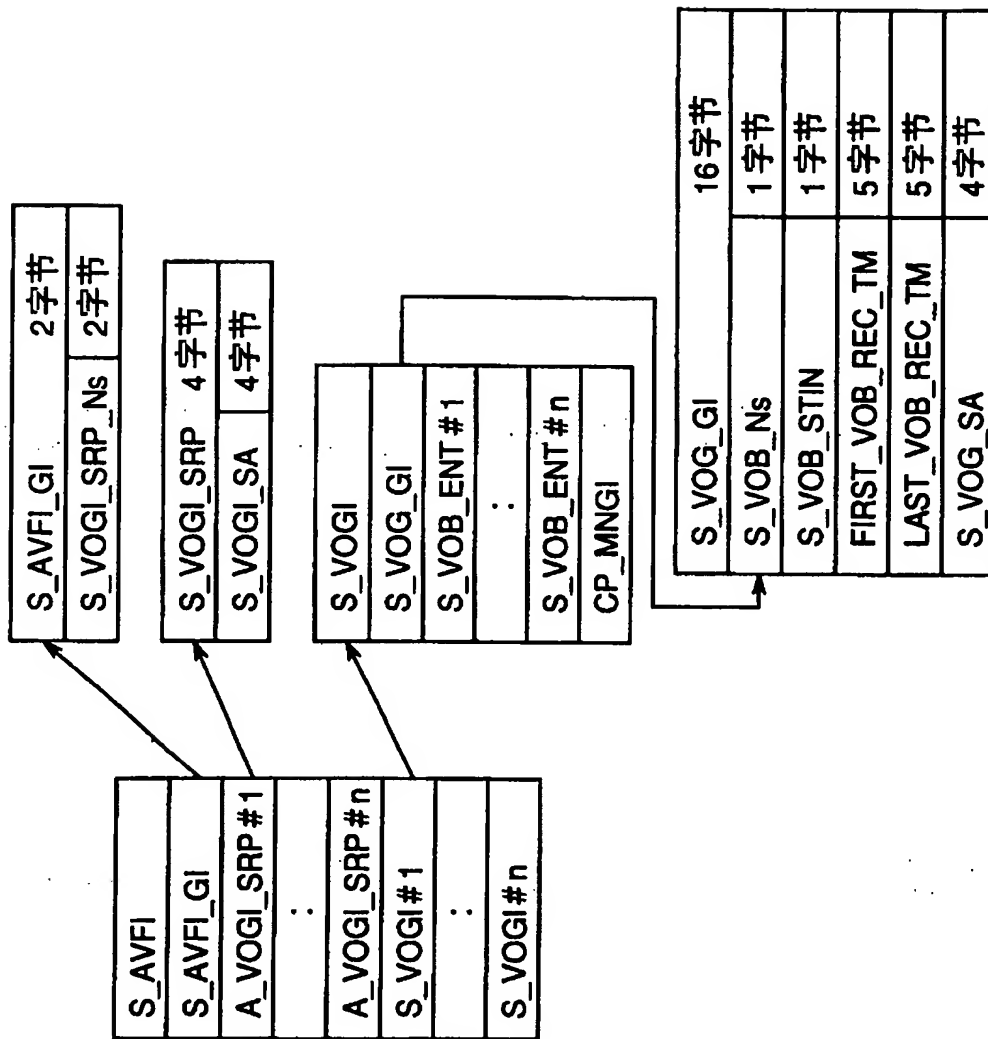 S_AVFI
S_AVFI_GI
A_VOGI_SRP#1
:
A_VOGI_SRP#n
S_VOGI#1
:
S_VOGI#n
S_AVFI_GI 2字节
S_VOGI_SRP_Ns 2字节
S_VOGI_SRP 4字节
S_VOGI_SA 4字节
S_VOGI
S_VOG_GI
S_VOB_ENT#1
:
S_VOB_ENT#n
CP_MNGI
S_VOG_GI 16字节
S_VOB_Ns 1字节
S_VOB_STIN 1字节
FIRST_VOB_REC_TM 5字节
LAST_VOB_REC_TM 5字节
S_VOG_SA 4字节